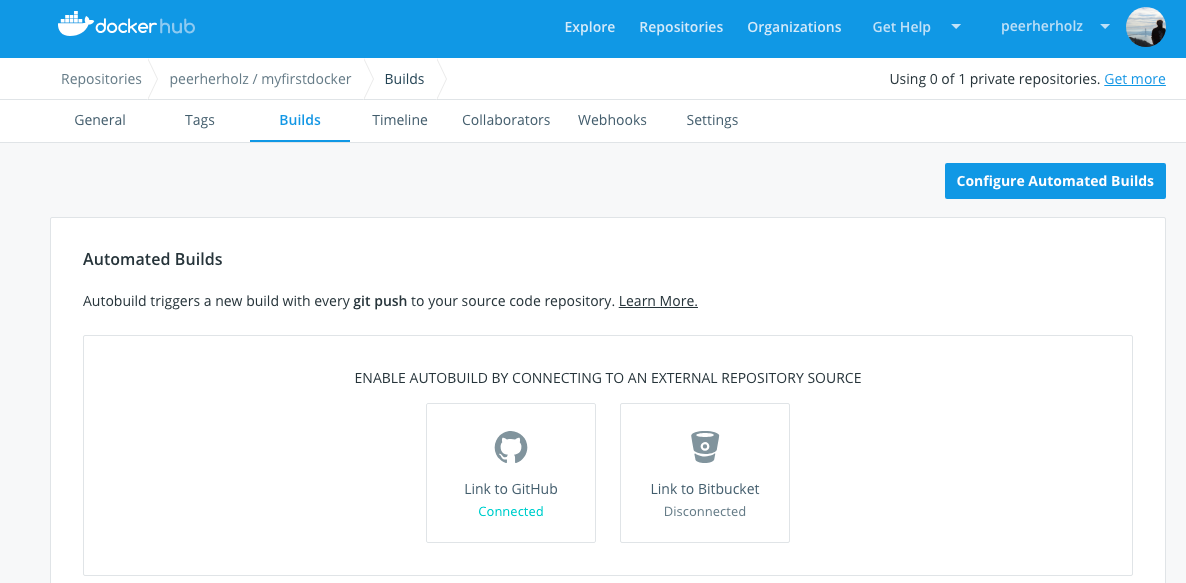 dockerhub Explore Repositories Organizations Get Help peerherholz
Repositories peerherholz / myfirstdocker Builds Using 0 of 1 private repositories. Get more
General Tags Builds Timeline Collaborators Webhooks Settings
Configure Automated Builds
Automated Builds
Autobuild triggers a new build with every git push to your source code repository. Learn More.
ENABLE AUTOBUILD BY CONNECTING TO AN EXTERNAL REPOSITORY SOURCE
Link to GitHub Link to Bitbucket
Connected Disconnected